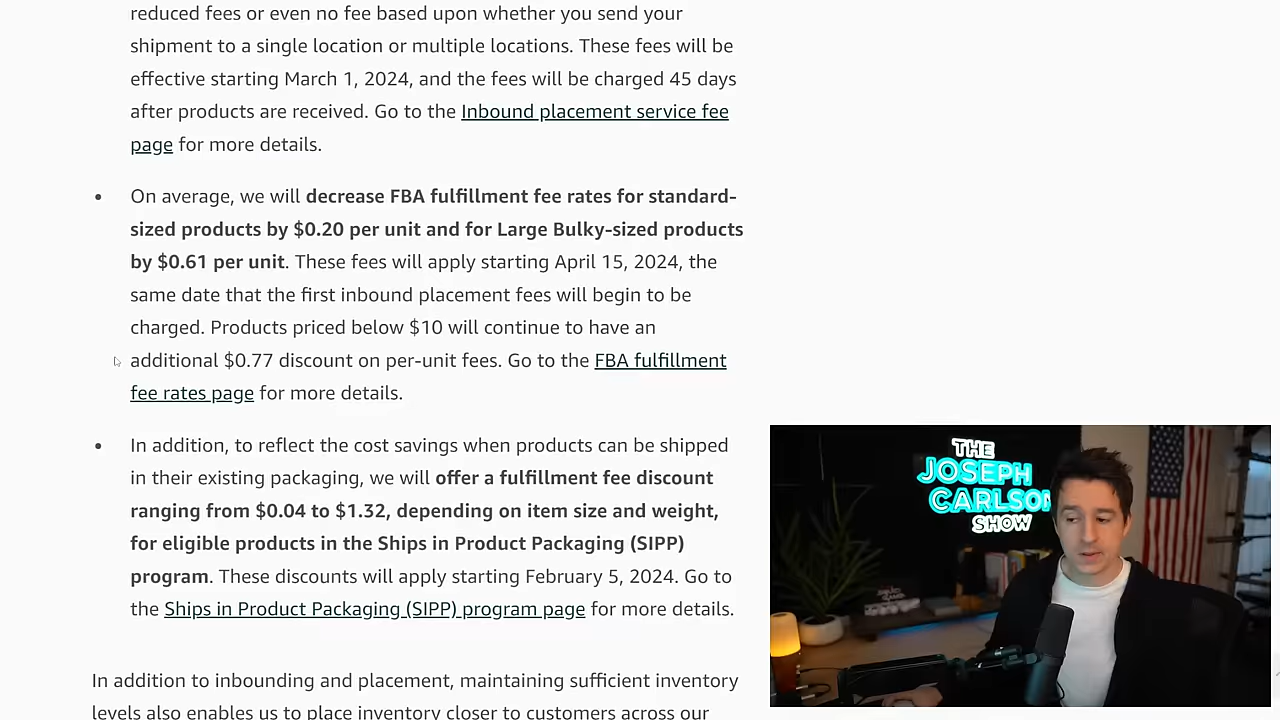 reduced fees or even no fee based upon whether you send your
shipment to a single location or multiple locations. These fees will be
effective starting March 1, 2024, and the fees will be charged 45 days
after products are received. Go to the Inbound placement service fee
page for more details.
• On average, we will decrease FBA fulfillment fee rates for standard-
sized products by $0.20 per unit and for Large Bulky-sized products
by $0.61 per unit. These fees will apply starting April 15, 2024, the
same date that the first inbound placement fees will begin to be
charged. Products priced below $10 will continue to have an
additional $0.77 discount on per-unit fees. Go to the FBA fulfillment
fee rates page for more details.
• In addition, to reflect the cost savings when products can be shipped
in their existing packaging, we will offer a fulfillment fee discount
ranging from $0.04 to $1.32, depending on item size and weight,
for eligible products in the Ships in Product Packaging (SIPP)
program. These discounts will apply starting February 5, 2024. Go to
the Ships in Product Packaging (SIPP) program page for more details.
In addition to inbounding and placement, maintaining sufficient inventory
levels also enables us to place inventory closer to customers across our
THE
JOSEPH
CARLSON
SHOW